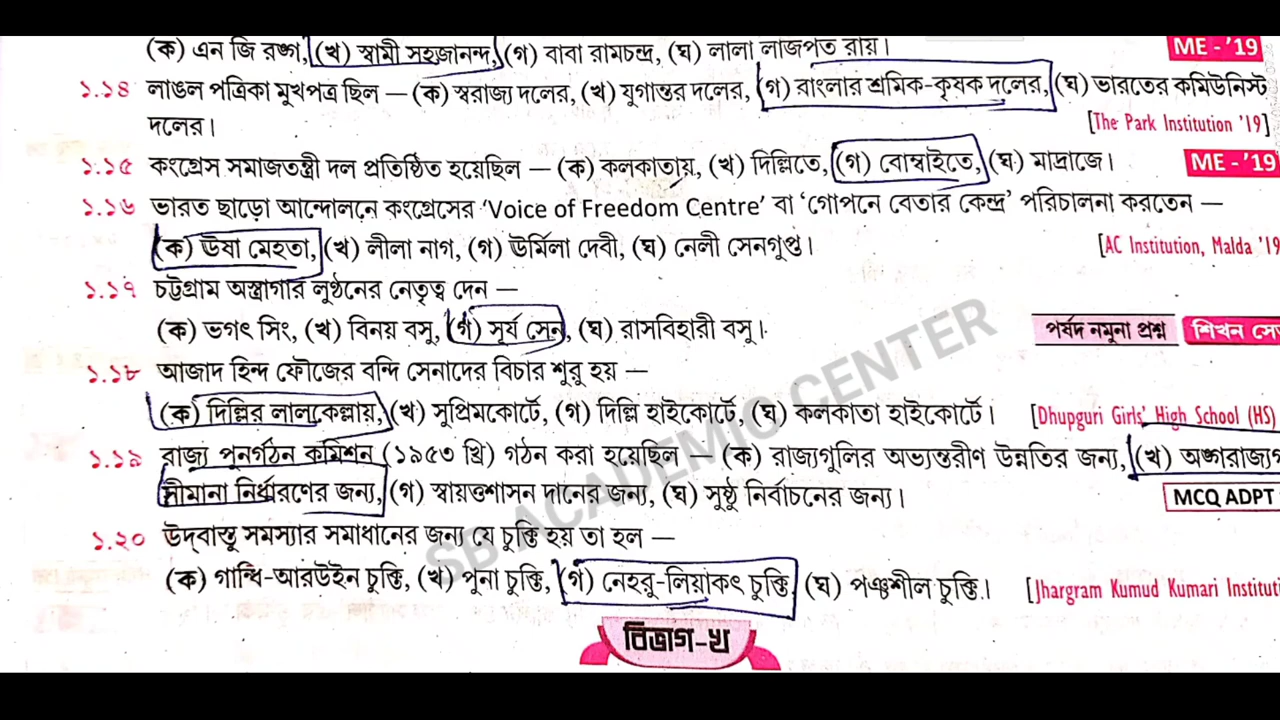 (ক) এন জি রঙ্গ, (খ) স্বামী সহজানন্দ, (গ) বাবা রামচন্দ্র, (ঘ) লালা লাজপত রায়। ME - '19
১.১৪ লাঙল পত্রিকা মুখপত্র ছিল — (ক) স্বরাজ্য দলের, (খ) যুগান্তর দলের, (গ) বাংলার শ্রমিক-কৃষক দলের, (ঘ) ভারতের কমিউনিস্ট
দলের। [The Park Institution '19]
১.১৫ কংগ্রেস সমাজতন্ত্রী দল প্রতিষ্ঠিত হয়েছিল — (ক) কলকাতায়, (খ) দিল্লিতে, (গ) বোম্বাইতে, (ঘ) মাদ্রাজে। ME - '19
১.১৬ ভারত ছাড়ো আন্দোলনে কংগ্রেসের 'Voice of Freedom Centre' বা 'গোপনে বেতার কেন্দ্র' পরিচালনা করতেন —
(ক) ঊষা মেহতা, (খ) লীলা নাগ, (গ) ঊর্মিলা দেবী, (ঘ) নেলী সেনগুপ্ত। [AC Institution, Malda '19
১.১৭ চট্টগ্রাম অস্ত্রাগার লুণ্ঠনের নেতৃত্ব দেন —
(ক) ভগৎ সিং, (খ) বিনয় বসু, (গ) সূর্য সেন, (ঘ) রাসবিহারী বসু। পর্ষদ নমুনা প্রশ্ন শিখন সে
১.১৮ আজাদ হিন্দ ফৌজের বন্দি সেনাদের বিচার শুরু হয় —
(ক) দিল্লির লালকেল্লায়, (খ) সুপ্রিমকোর্টে, (গ) দিল্লি হাইকোর্টে, (ঘ) কলকাতা হাইকোর্টে। [Dhupguri Girls' High School (HS)
১.১৯ রাজ্য পুনর্গঠন কমিশন (১৯৫৩ খ্রি) গঠন করা হয়েছিল — (ক) রাজ্যগুলির অভ্যন্তরীণ উন্নতির জন্য, (খ) অঙ্গরাজ্যগ
সীমানা নির্ধারণের জন্য, (গ) স্বায়ত্তশাসন দানের জন্য, (ঘ) সুষ্ঠু নির্বাচনের জন্য। MCQ ADPT
১.২০ উদ্‌বাস্তু সমস্যার সমাধানের জন্য যে চুক্তি হয় তা হল —
(ক) গান্ধি-আরউইন চুক্তি, (খ) পুনা চুক্তি, (গ) নেহরু-লিয়াকৎ চুক্তি, (ঘ) পঞ্চশীল চুক্তি। [Jhargram Kumud Kumari Institut
বিভাগ-খ
SB ACADEMIC CENTER